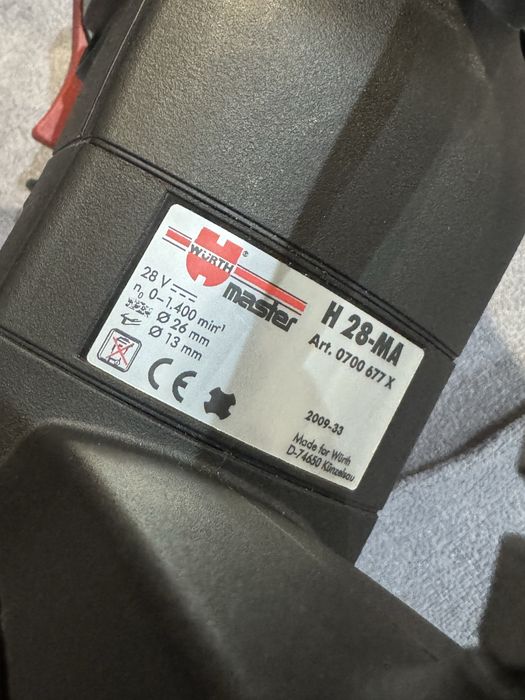 WÜRTH
®
master
H 28-MA
Art. 0700 677 X
28 V
n₀ 0–1.400 min⁻¹
Ø 26 mm
Ø 13 mm
CE
2009-33
Made for Würth
D-74650 Künzelsau